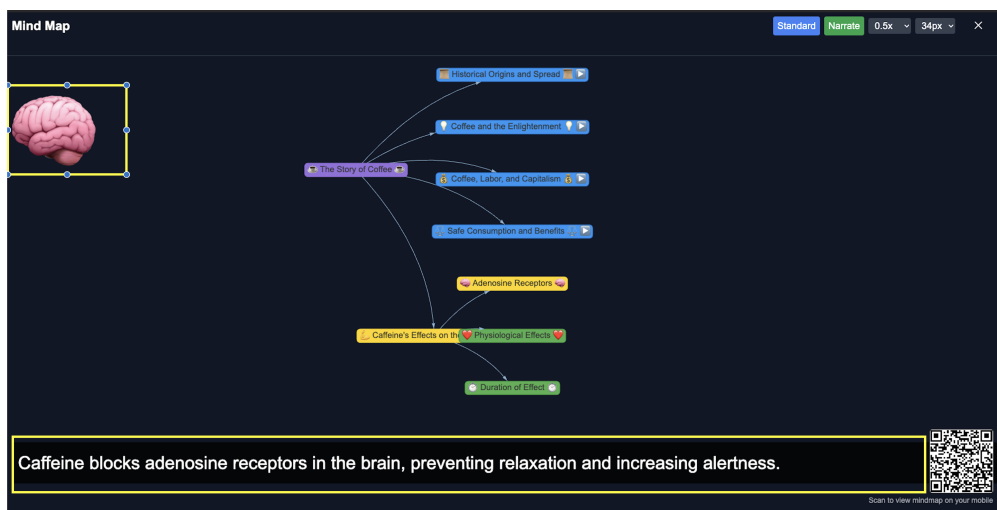 Mind Map
Standard Narrate 0.5x 34px
Historical Origins and Spread
Coffee and the Enlightenment
The Story of Coffee
Coffee, Labor, and Capitalism
Safe Consumption and Benefits
Adenosine Receptors
Caffeine's Effects on the
Physiological Effects
Duration of Effect
Caffeine blocks adenosine receptors in the brain, preventing relaxation and increasing alertness.
Scan to view mindmap on your mobile